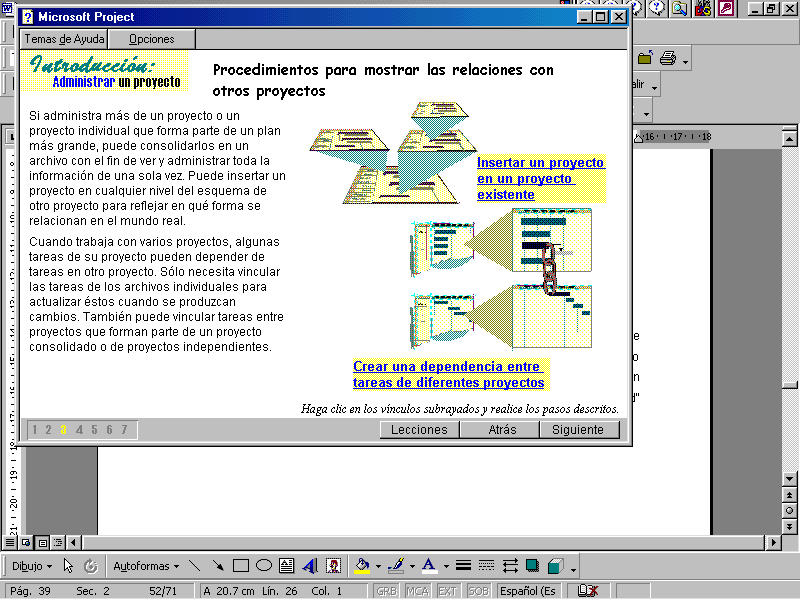 Microsoft Project
Temas de Ayuda
Opciones
Introducción:
Administrar un proyecto
Procedimientos para mostrar las relaciones con
otros proyectos
Si administra más de un proyecto o un
proyecto individual que forma parte de un plan
más grande, puede consolidarlos en un
archivo con el fin de ver y administrar toda la
información de una sola vez. Puede insertar un
proyecto en cualquier nivel del esquema de
otro proyecto para reflejar en qué forma se
relacionan en el mundo real.
Cuando trabaja con varios proyectos, algunas
tareas de su proyecto pueden depender de
tareas en otro proyecto. Sólo necesita vincular
las tareas de los archivos individuales para
actualizar éstos cuando se produzcan
cambios. También puede vincular tareas entre
proyectos que forman parte de un proyecto
consolidado o de proyectos independientes.
Insertar un proyecto
en un proyecto
existente
Crear una dependencia entre
tareas de diferentes proyectos
Haga clic en los vínculos subrayados y realice los pasos descritos.
1 2 3 4 5 6 7
Lecciones
Atrás
Siguiente
16 17 18
Dibujo
Autoformas
Pág. 39 Sec. 2 52/71 A 20.7 cm Lín. 26 Col. 1 GRB MCA EXT SOB Español (Es